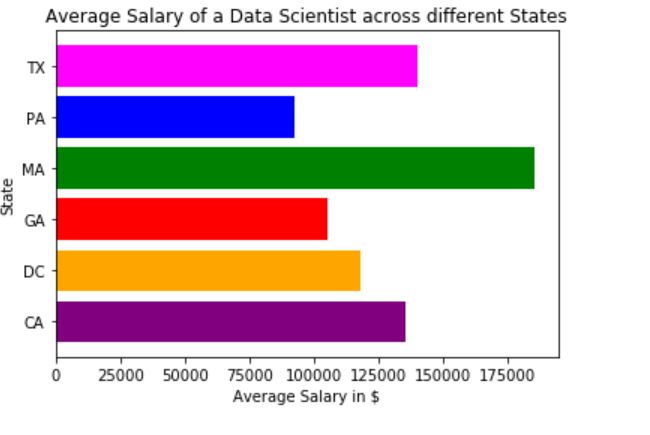 Average Salary of a Data Scientist across different States
TX
PA
MA
GA
DC
CA
State
0 25000 50000 75000 100000 125000 150000 175000
Average Salary in $